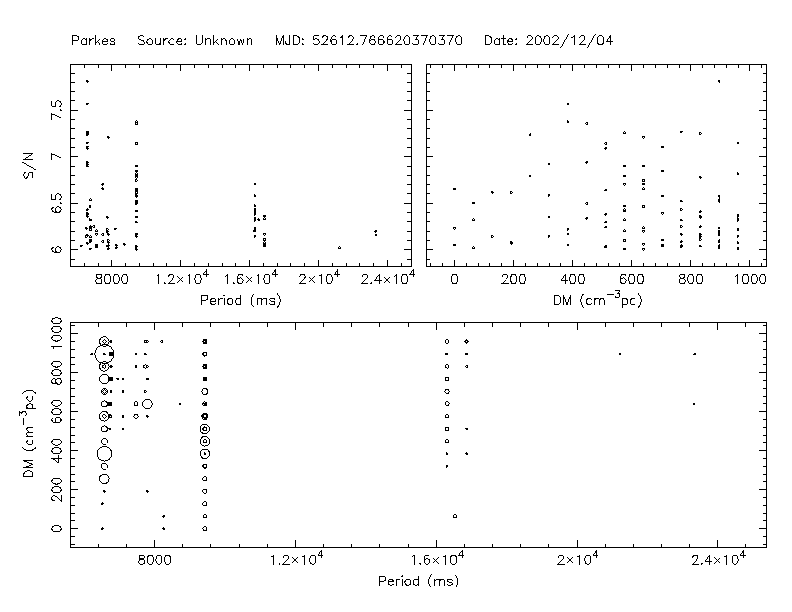 Parkes Source: Unknown MJD: 52612.766620370370 Date: 2002/12/04
S/N
7.5
7
6.5
6
8000 1.2×10⁴ 1.6×10⁴ 2×10⁴ 2.4×10⁴
Period (ms)
0 200 400 600 800 1000
DM (cm⁻³pc)
DM (cm⁻³pc)
1000
800
600
400
200
0
8000 1.2×10⁴ 1.6×10⁴ 2×10⁴ 2.4×10⁴
Period (ms)